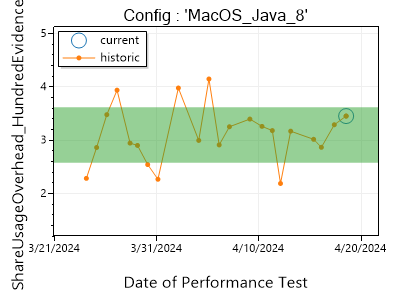 Config : 'MacOS_Java_8'
ShareUsageOverhead_HundredEvidence
current
historic
5
4
3
2
3/21/2024
3/31/2024
4/10/2024
4/20/2024
Date of Performance Test